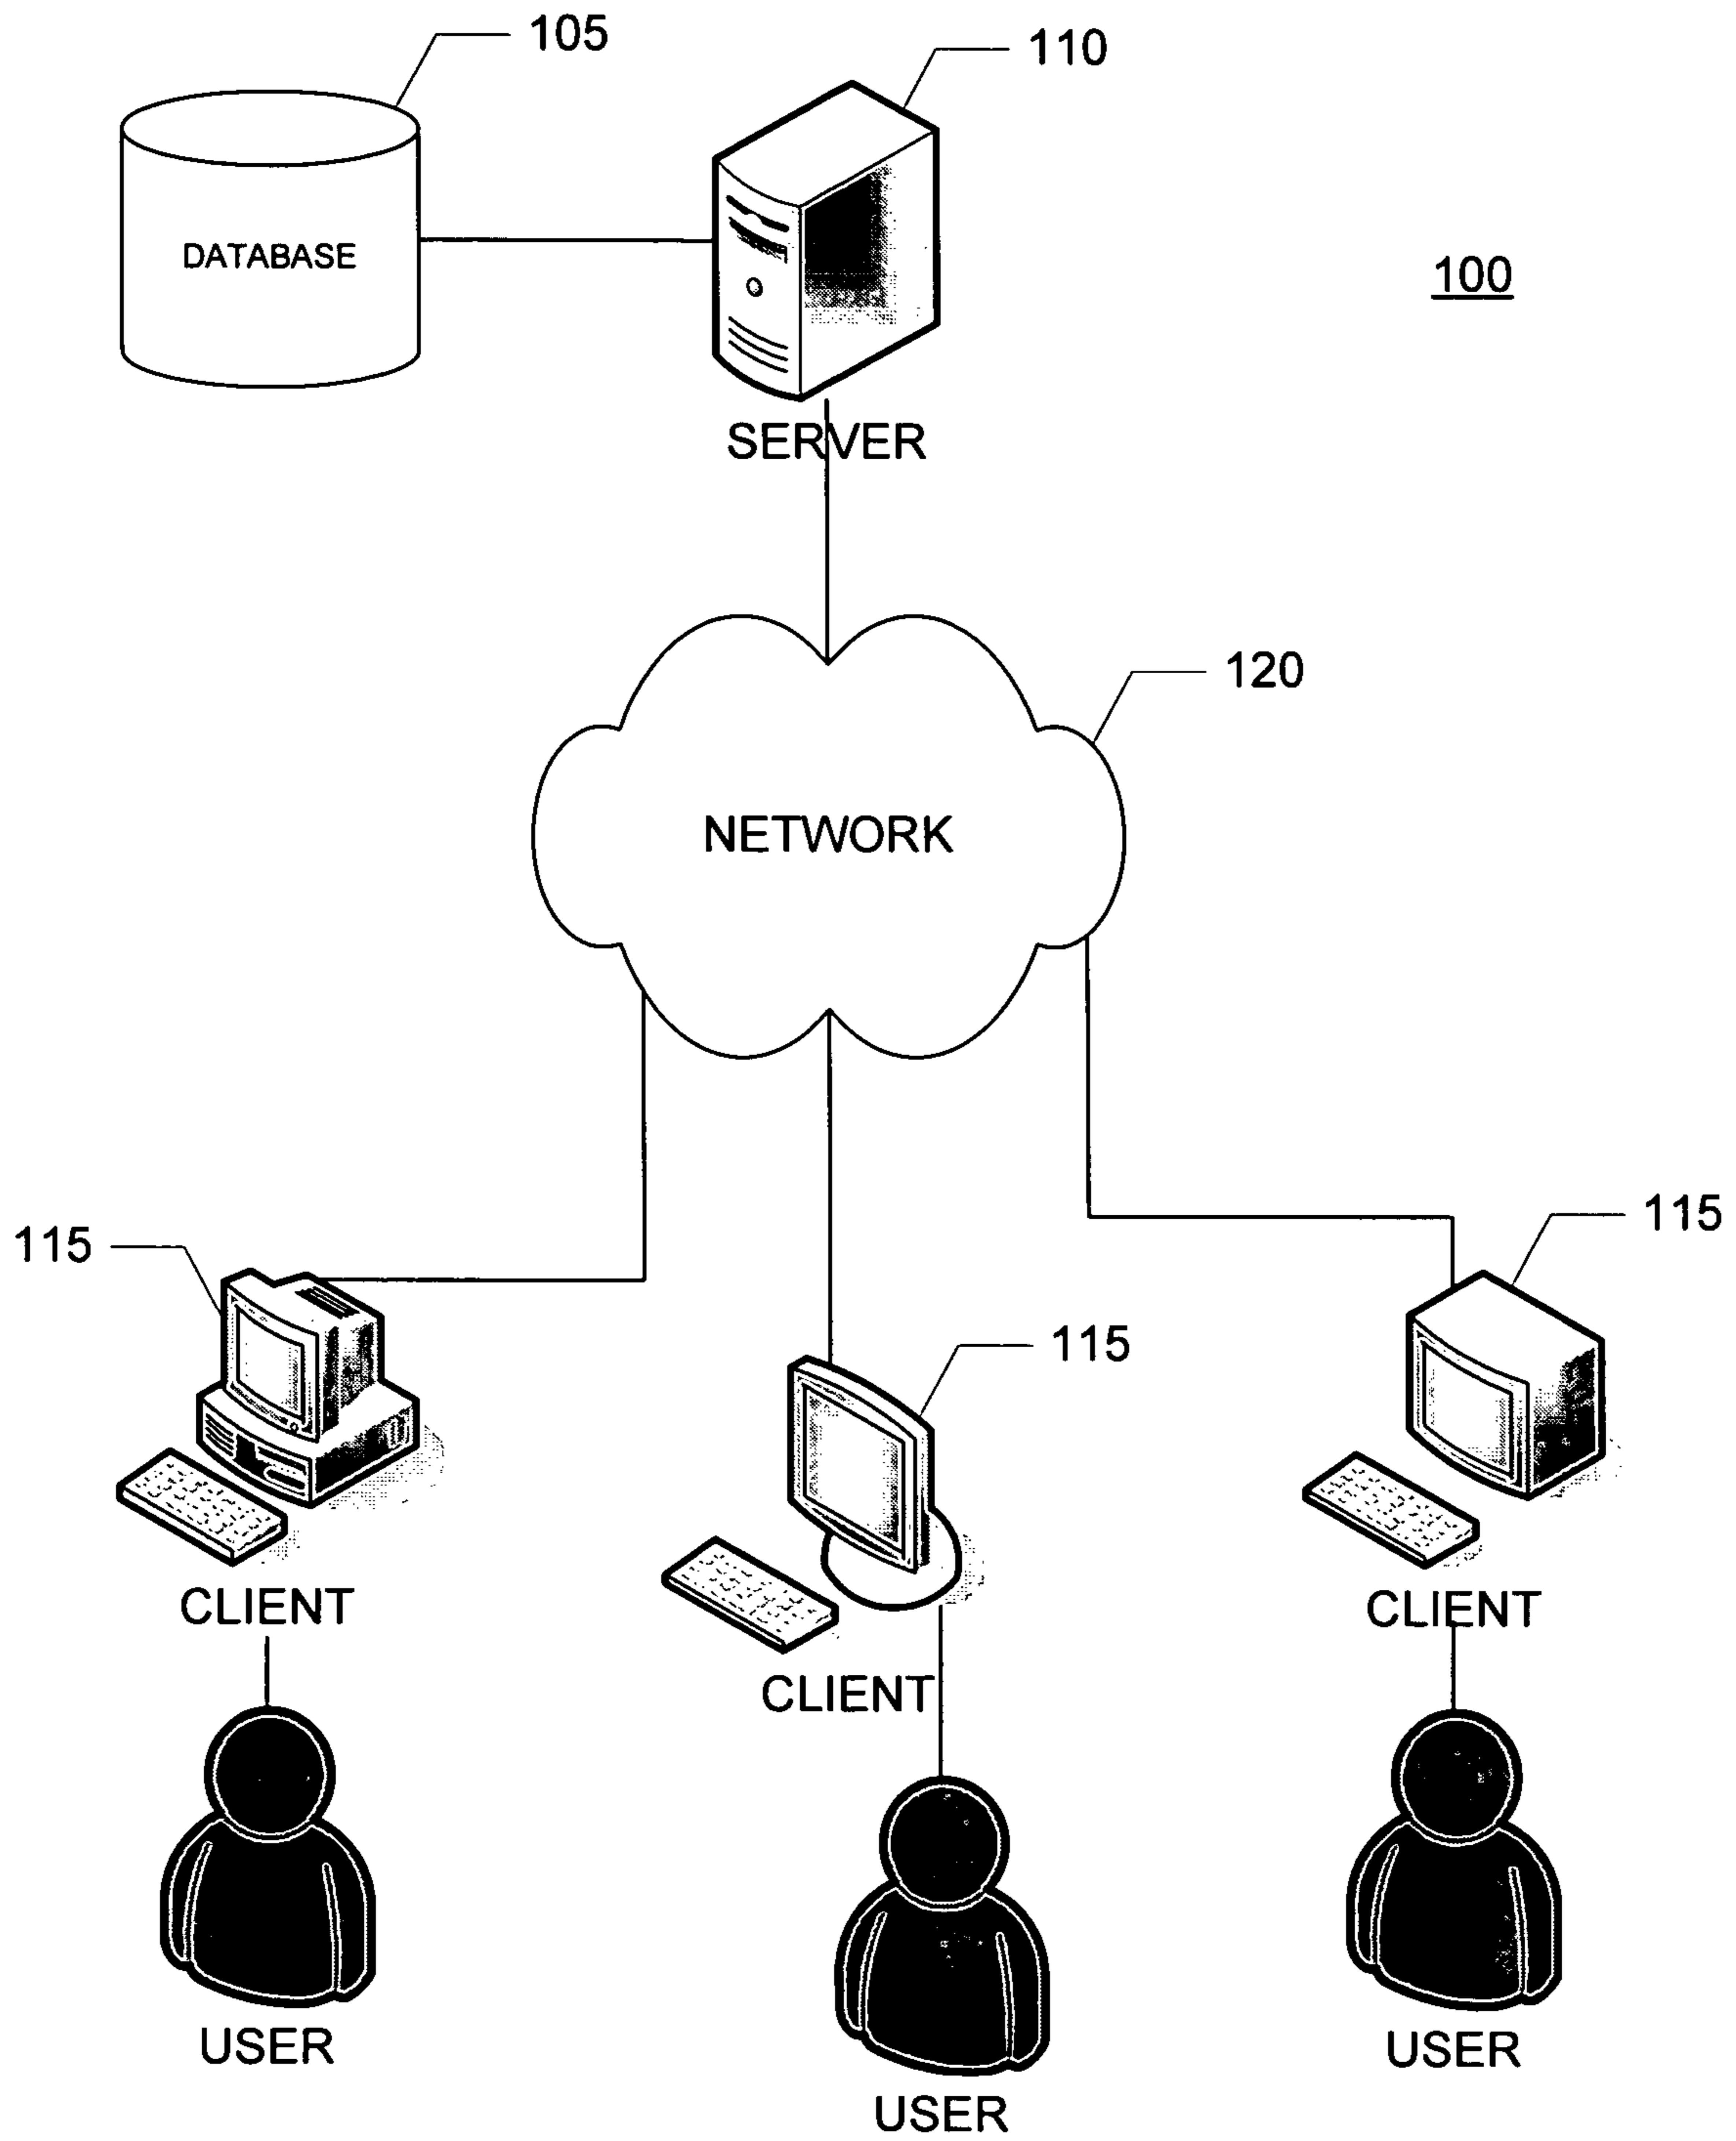 105
110
DATABASE
100
SERVER
120
NETWORK
115
115
115
CLIENT
CLIENT
CLIENT
USER
USER
USER